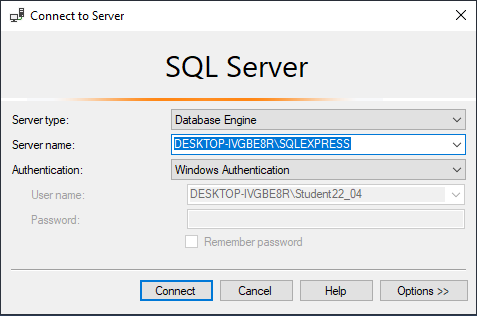 Connect to Server
SQL Server
Server type: Database Engine
Server name: DESKTOP-IVGBE8R\SQLEXPRESS
Authentication: Windows Authentication
User name: DESKTOP-IVGBE8R\Student22_04
Password:
Remember password
Connect Cancel Help Options >>